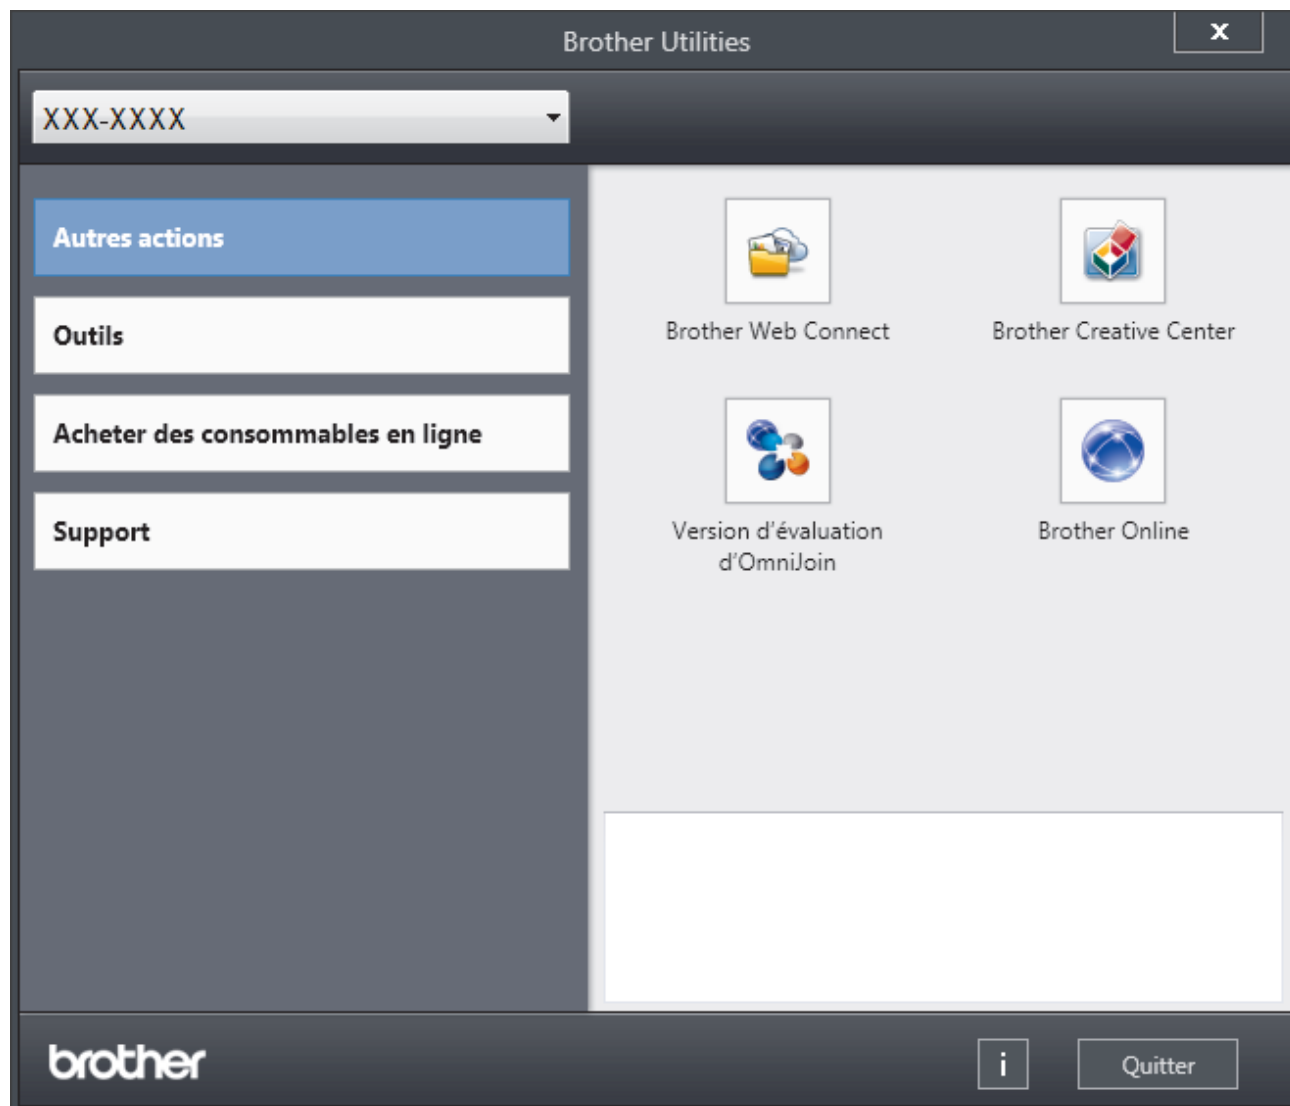 Brother Utilities
x
XXX-XXXX
Autres actions
Outils
Acheter des consommables en ligne
Support
Brother Web Connect
Brother Creative Center
Version d'évaluation
d'OmniJoin
Brother Online
brother
i
Quitter